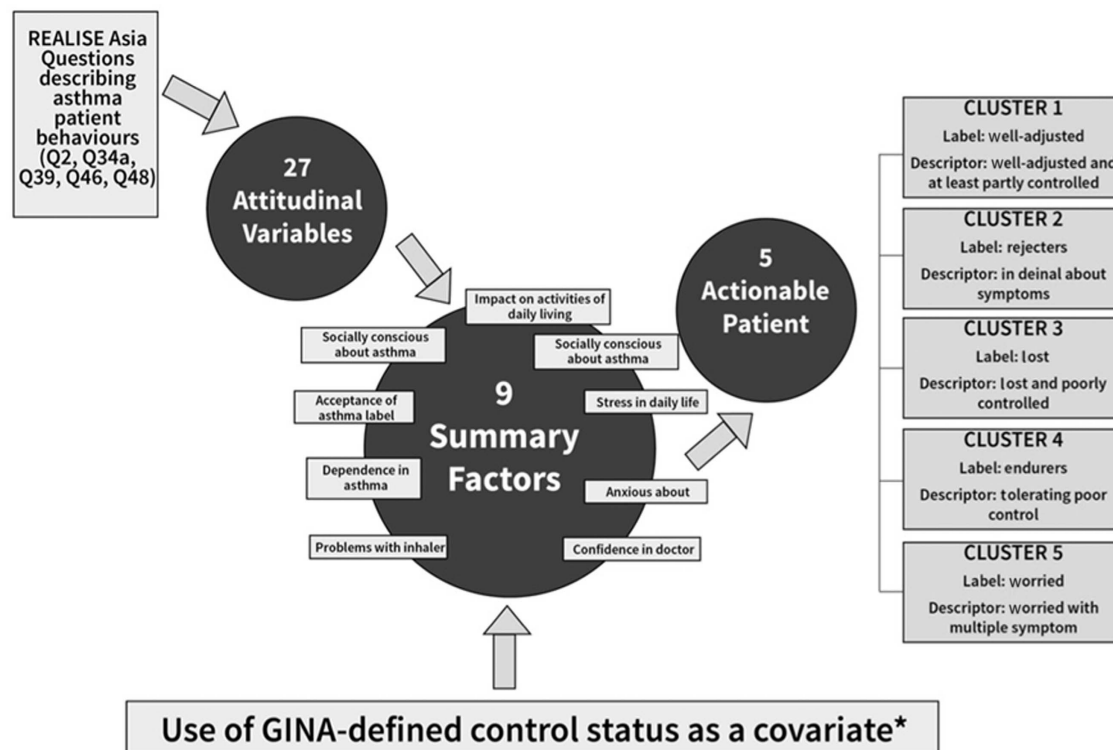 REALISE Asia
Questions
describing
asthma
patient
behaviours
(Q2, Q34a,
Q39, Q46, Q48)
27
Attitudinal
Variables
Impact on activities of
daily living
Socially conscious
about asthma
Socially conscious
about asthma
Acceptance of
asthma label
Stress in daily life
Dependence in
asthma
Anxious about
Problems with inhaler
Confidence in doctor
9
Summary
Factors
5
Actionable
Patient
CLUSTER 1
Label: well-adjusted
Descriptor: well-adjusted and
at least partly controlled
CLUSTER 2
Label: rejecters
Descriptor: in deinal about
symptoms
CLUSTER 3
Label: lost
Descriptor: lost and poorly
controlled
CLUSTER 4
Label: endurers
Descriptor: tolerating poor
control
CLUSTER 5
Label: worried
Descriptor: worried with
multiple symptom
Use of GINA-defined control status as a covariate*